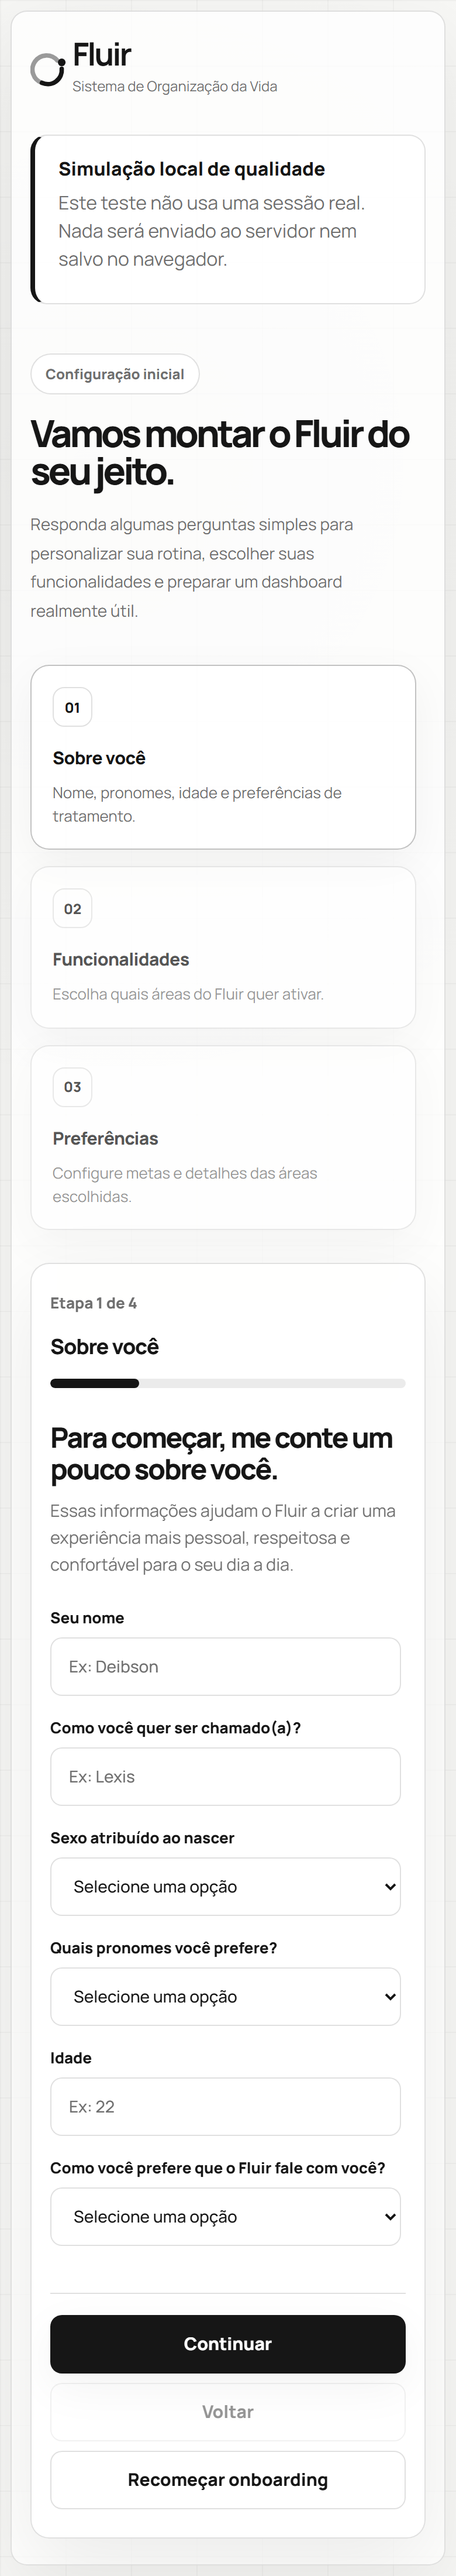 Fluir
Sistema de Organização da Vida
Simulação local de qualidade
Este teste não usa uma sessão real.
Nada será enviado ao servidor nem
salvo no navegador.
Configuração inicial
Vamos montar o Fluir do
seu jeito.
Responda algumas perguntas simples para
personalizar sua rotina, escolher suas
funcionalidades e preparar um dashboard
realmente útil.
01
Sobre você
Nome, pronomes, idade e preferências de
tratamento.
02
Funcionalidades
Escolha quais áreas do Fluir quer ativar.
03
Preferências
Configure metas e detalhes das áreas
escolhidas.
Etapa 1 de 4
Sobre você
Para começar, me conte um
pouco sobre você.
Essas informações ajudam o Fluir a criar uma
experiência mais pessoal, respeitosa e
confortável para o seu dia a dia.
Seu nome
Ex: Deibson
Como você quer ser chamado(a)?
Ex: Lexis
Sexo atribuído ao nascer
Selecione uma opção
Quais pronomes você prefere?
Selecione uma opção
Idade
Ex: 22
Como você prefere que o Fluir fale com você?
Selecione uma opção
Continuar
Voltar
Recomeçar onboarding